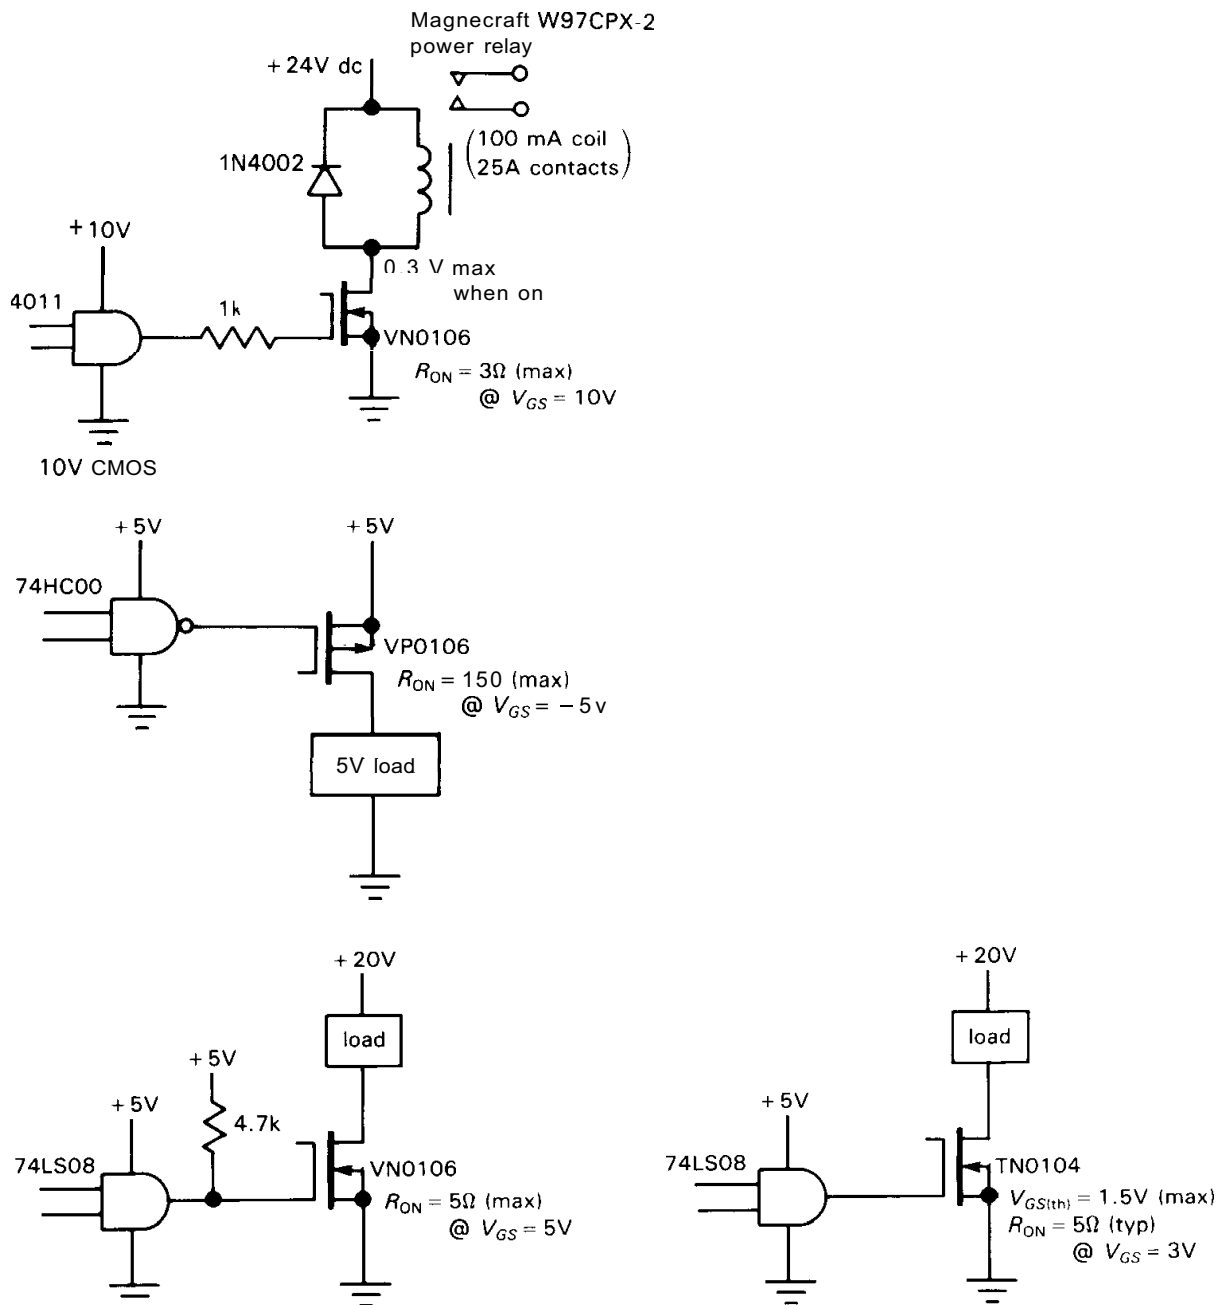 Magnecraft W97CPX-2
power relay
+24V dc
(100 mA coil
25A contacts)
1N4002
+10V
0.3 V max
when on
4011
1k
VN0106
R_ON = 3Ω (max)
@ V_GS = 10V
10V CMOS
+5V
+5V
74HC00
VP0106
R_ON = 150 (max)
@ V_GS = −5v
5V load
+20V
load
+5V
+5V
4.7k
74LS08
VN0106
R_ON = 5Ω (max)
@ V_GS = 5V
+20V
load
+5V
74LS08
TN0104
V_GS(th) = 1.5V (max)
R_ON = 5Ω (typ)
@ V_GS = 3V